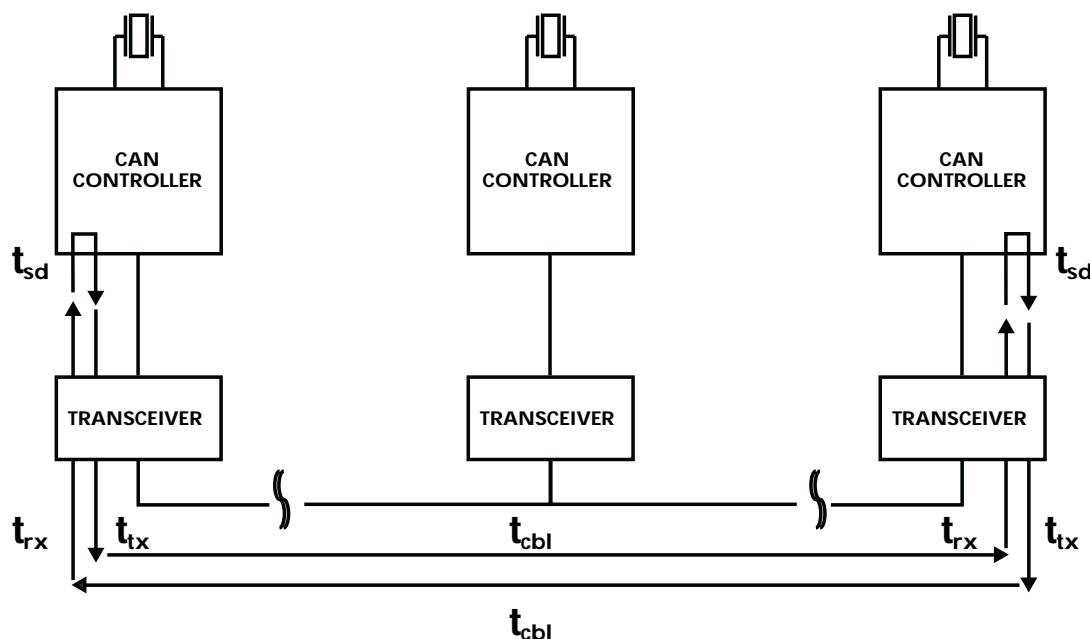 CAN
CONTROLLER
CAN
CONTROLLER
CAN
CONTROLLER
tsd
tsd
TRANSCEIVER
TRANSCEIVER
TRANSCEIVER
trx
ttx
tcbl
trx
ttx
tcbl